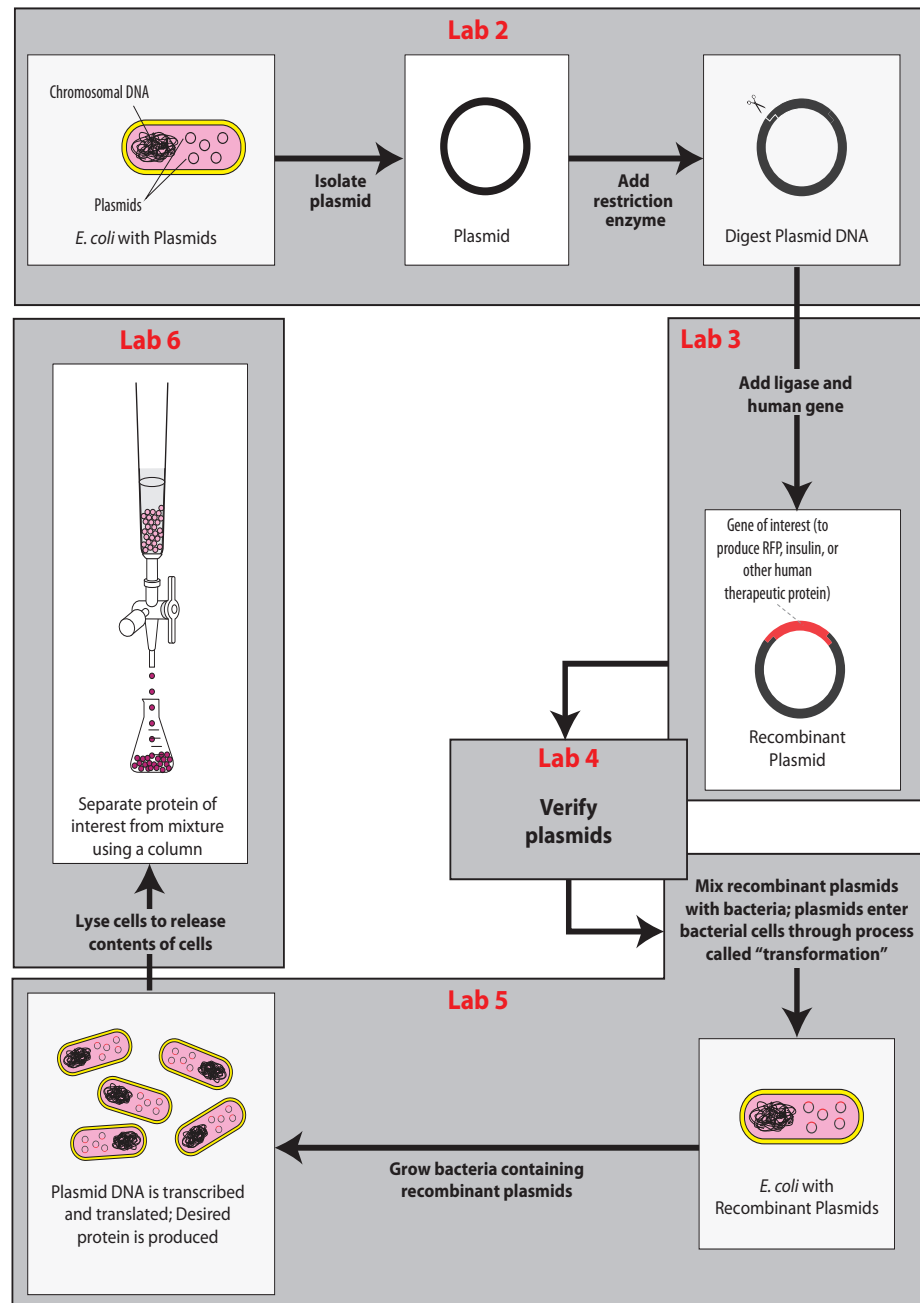 Lab 2
Chromosomal DNA
Plasmids
E. coli with Plasmids
Isolate
plasmid
Plasmid
Add
restriction
enzyme
Digest Plasmid DNA
Lab 3
Add ligase and
human gene
Gene of interest (to
produce RFP, insulin, or
other human
therapeutic protein)
Recombinant
Plasmid
Lab 4
Verify
plasmids
Lab 5
Mix recombinant plasmids
with bacteria; plasmids enter
bacterial cells through process
called “transformation”
E. coli with
Recombinant Plasmids
Grow bacteria containing
recombinant plasmids
Plasmid DNA is transcribed
and translated; Desired
protein is produced
Lab 6
Lyse cells to release
contents of cells
Separate protein of
interest from mixture
using a column